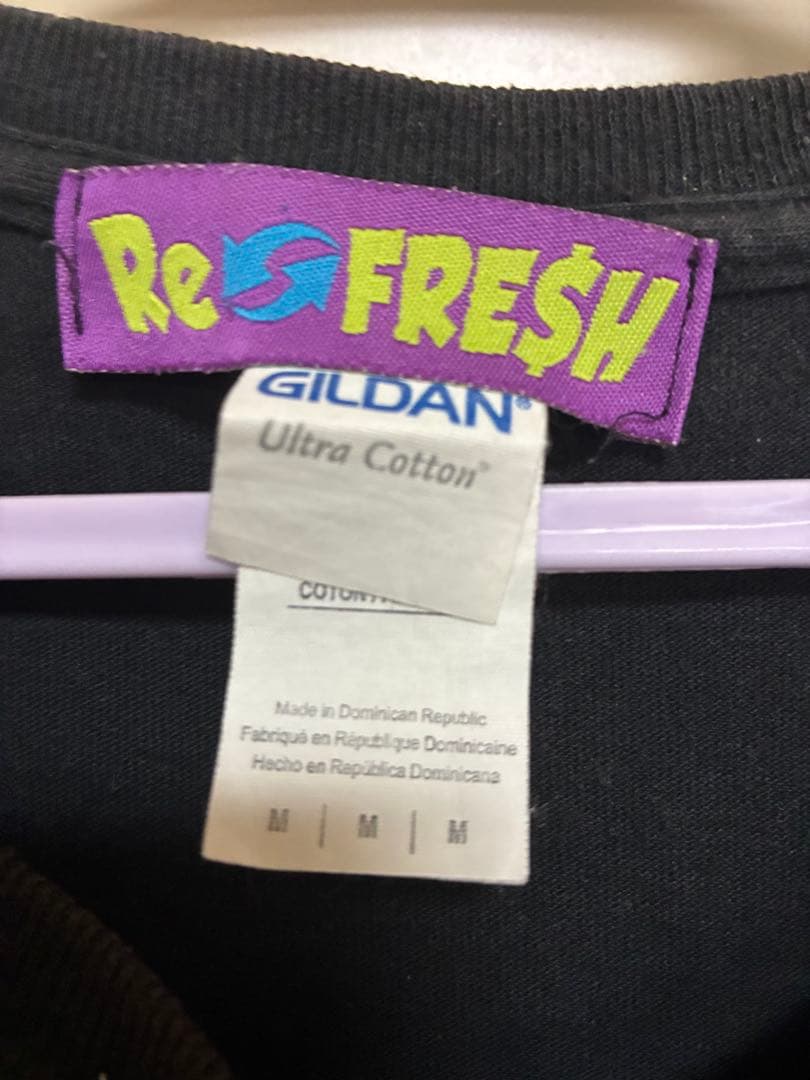 Re FRE$H
GILDAN®
Ultra Cotton®
Made in Dominican Republic
Fabriqué en République Dominicaine
Hecho en República Dominicana
M | M | M